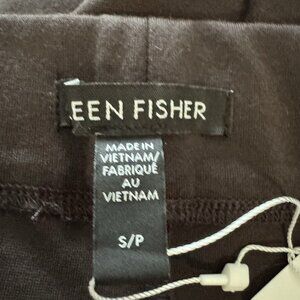 EEN FISHER
MADE IN
VIETNAM/
FABRIQUÉ
AU
VIETNAM
S/P